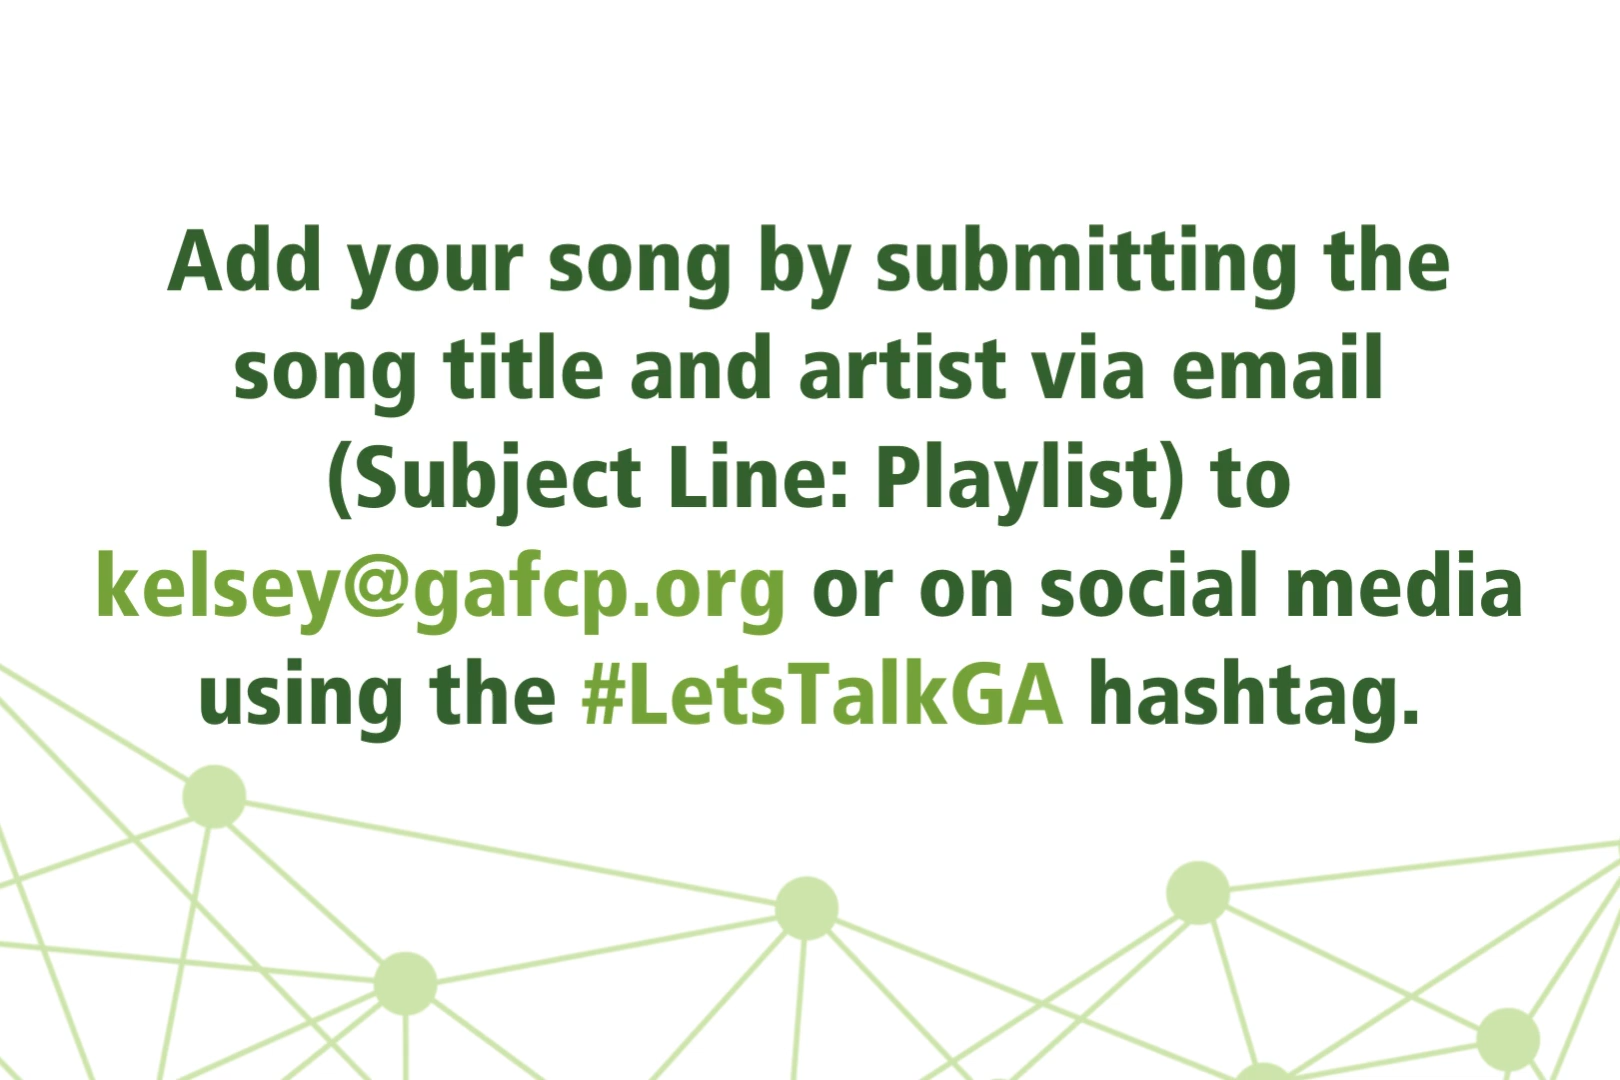 Add your song by submitting the
song title and artist via email
(Subject Line: Playlist) to
kelsey@gafcp.org or on social media
using the #LetsTalkGA hashtag.